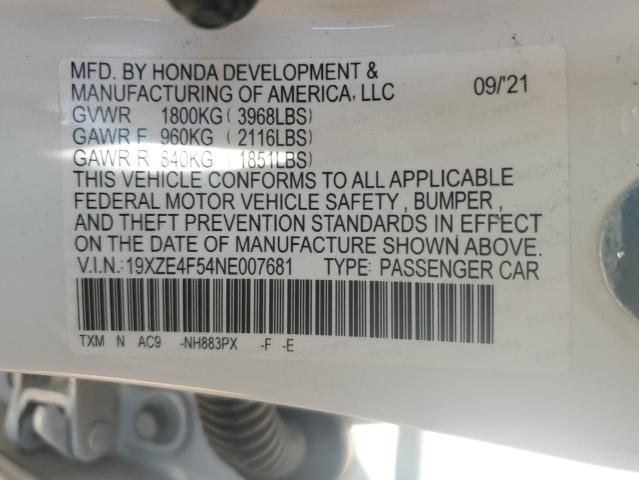 MFD. BY HONDA DEVELOPMENT &
MANUFACTURING OF AMERICA, LLC 09/'21
GVWR 1800KG ( 3968LBS)
GAWR F 960KG ( 2116LBS)
GAWR R 840KG ( 1851LBS)
THIS VEHICLE CONFORMS TO ALL APPLICABLE
FEDERAL MOTOR VEHICLE SAFETY , BUMPER ,
AND THEFT PREVENTION STANDARDS IN EFFECT
ON THE DATE OF MANUFACTURE SHOWN ABOVE.
V.I.N.: 19XZE4F54NE007681 TYPE: PASSENGER CAR
TXM N AC9 -NH883PX -F -E